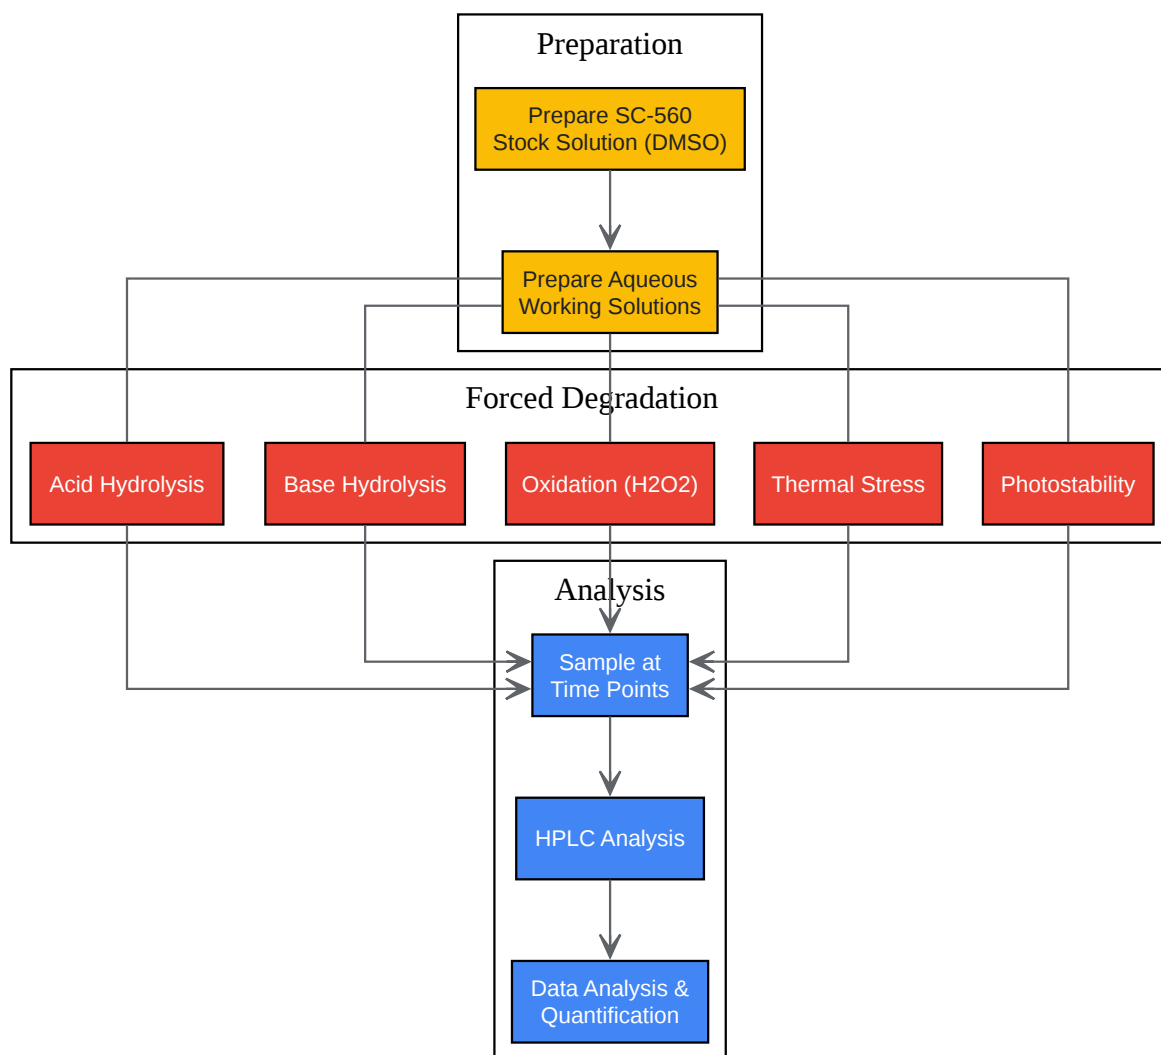 Preparation
Prepare SC-560
Stock Solution (DMSO)
Prepare Aqueous
Working Solutions
Forced Degradation
Acid Hydrolysis
Base Hydrolysis
Oxidation (H2O2)
Thermal Stress
Photostability
Analysis
Sample at
Time Points
HPLC Analysis
Data Analysis &
Quantification